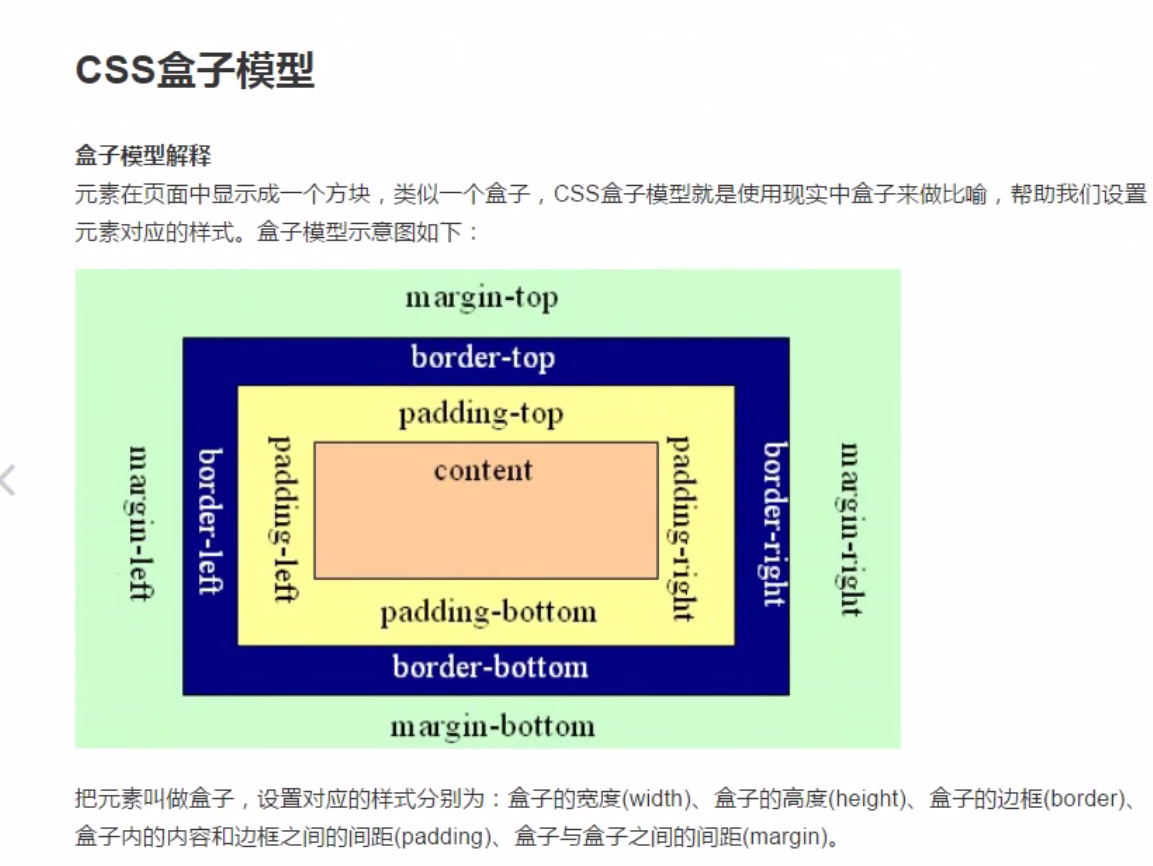 CSS盒子模型
盒子模型解释
元素在页面中显示成一个方块，类似一个盒子，CSS盒子模型就是使用现实中盒子来做比喻，帮助我们设置
元素对应的样式。盒子模型示意图如下：
margin-top
border-top
padding-top
margin-left
border-left
padding-left
content
padding-right
border-right
margin-right
padding-bottom
border-bottom
margin-bottom
把元素叫做盒子，设置对应的样式分别为：盒子的宽度(width)、盒子的高度(height)、盒子的边框(border)、
盒子内的内容和边框之间的间距(padding)、盒子与盒子之间的间距(margin)。